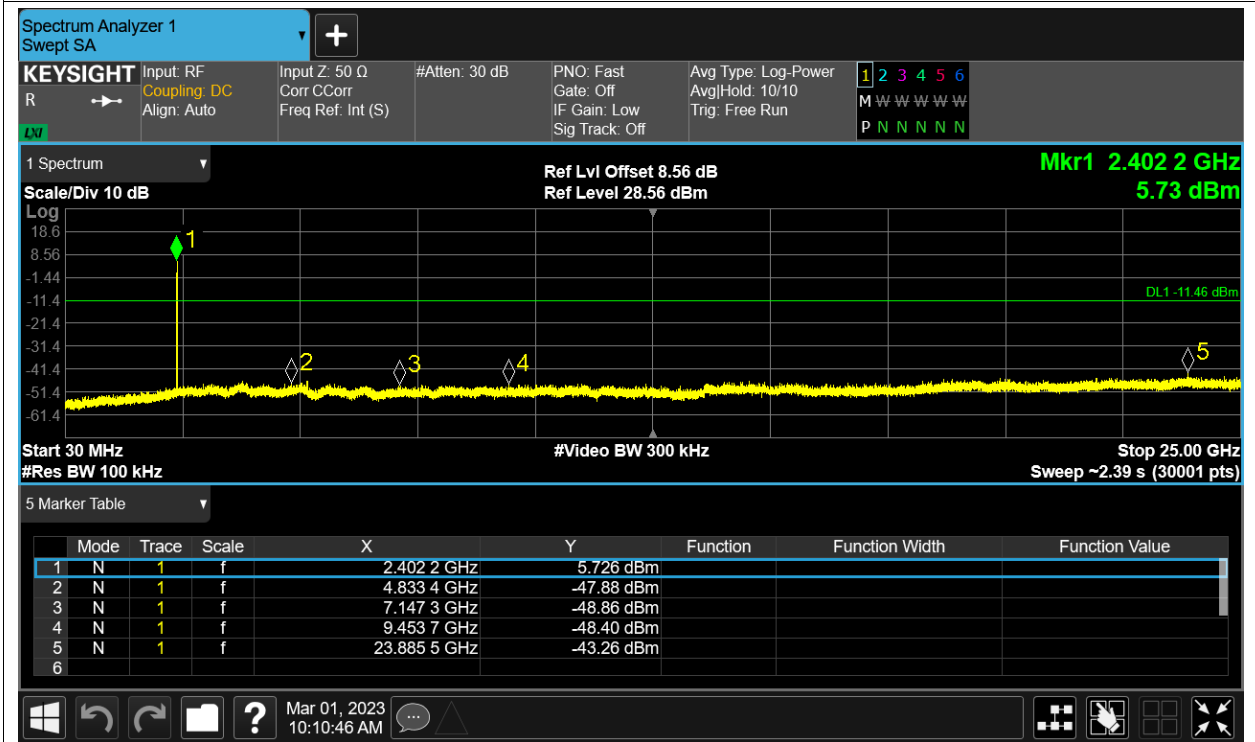 Spectrum Analyzer 1
Swept SA
+
KEYSIGHT
R
LXI
Input: RF
Coupling: DC
Align: Auto
Input Z: 50 Ω
Corr CCorr
Freq Ref: Int (S)
#Atten: 30 dB
PNO: Fast
Gate: Off
IF Gain: Low
Sig Track: Off
Avg Type: Log-Power
Avg|Hold: 10/10
Trig: Free Run
1 2 3 4 5 6
M W W W W W
P N N N N N
1 Spectrum
Scale/Div 10 dB
Ref Lvl Offset 8.56 dB
Ref Level 28.56 dBm
Mkr1 2.402 2 GHz
5.73 dBm
Log
18.6
8.56
-1.44
-11.4
-21.4
-31.4
-41.4
-51.4
-61.4
1
2
3
4
5
DL1 -11.46 dBm
Start 30 MHz
#Res BW 100 kHz
#Video BW 300 kHz
Stop 25.00 GHz
Sweep ~2.39 s (30001 pts)
5 Marker Table
Mode Trace Scale X Y Function Function Width Function Value
1 N 1 f 2.402 2 GHz 5.726 dBm
2 N 1 f 4.833 4 GHz -47.88 dBm
3 N 1 f 7.147 3 GHz -48.86 dBm
4 N 1 f 9.453 7 GHz -48.40 dBm
5 N 1 f 23.885 5 GHz -43.26 dBm
6
?
Mar 01, 2023
10:10:46 AM